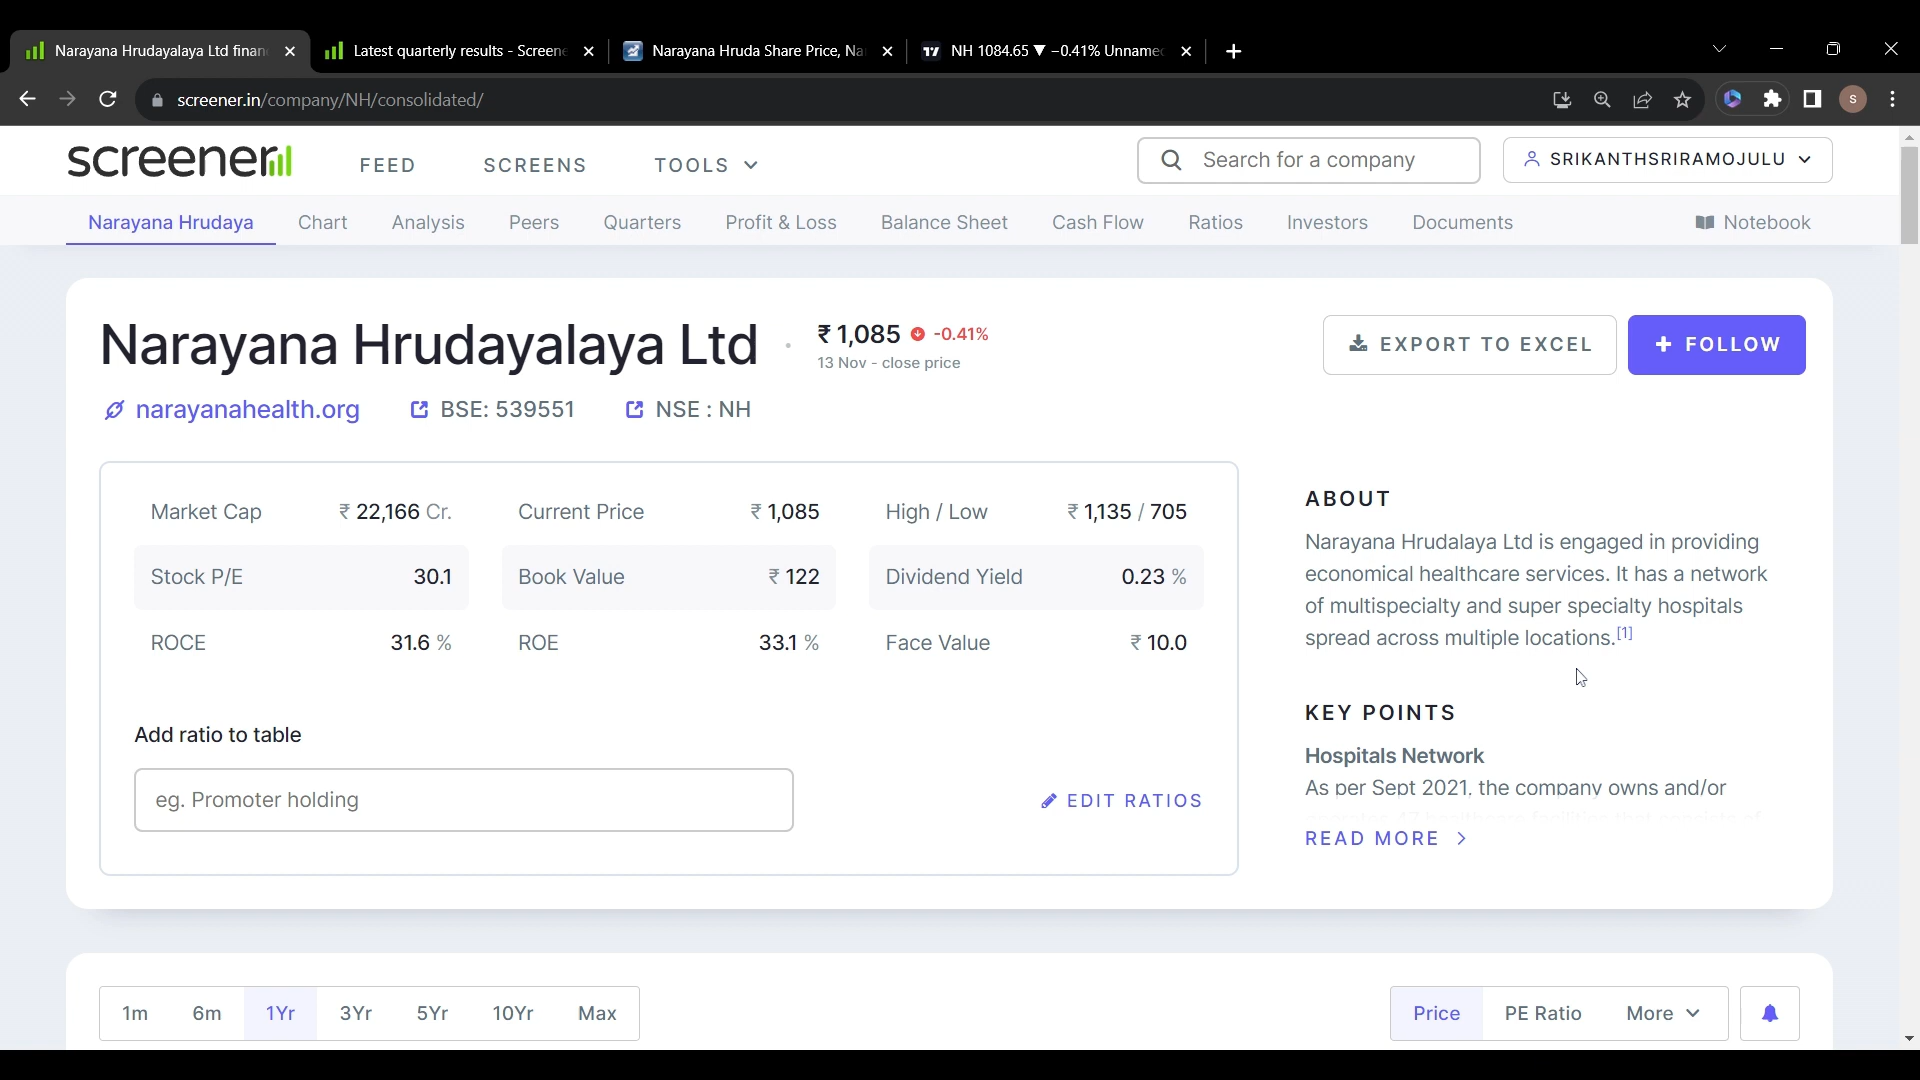 Narayana Hrudayalaya Ltd finan
Latest quarterly results - Screene
Narayana Hruda Share Price, Na
NH 1084.65 ▼ −0.41% Unname
screener.in/company/NH/consolidated/
S
screener
FEED
SCREENS
TOOLS
Search for a company
SRIKANTHSRIRAMOJULU
Narayana Hrudaya
Chart
Analysis
Peers
Quarters
Profit & Loss
Balance Sheet
Cash Flow
Ratios
Investors
Documents
Notebook
Narayana Hrudayalaya Ltd
₹ 1,085 -0.41%
13 Nov - close price
EXPORT TO EXCEL
+ FOLLOW
narayanahealth.org
BSE: 539551
NSE : NH
Market Cap ₹ 22,166 Cr.
Current Price ₹ 1,085
High / Low ₹ 1,135 / 705
Stock P/E 30.1
Book Value ₹ 122
Dividend Yield 0.23 %
ROCE 31.6 %
ROE 33.1 %
Face Value ₹ 10.0
Add ratio to table
eg. Promoter holding
EDIT RATIOS
ABOUT
Narayana Hrudalaya Ltd is engaged in providing
economical healthcare services. It has a network
of multispecialty and super specialty hospitals
spread across multiple locations.[1]
KEY POINTS
Hospitals Network
As per Sept 2021, the company owns and/or
READ MORE >
1m
6m
1Yr
3Yr
5Yr
10Yr
Max
Price
PE Ratio
More